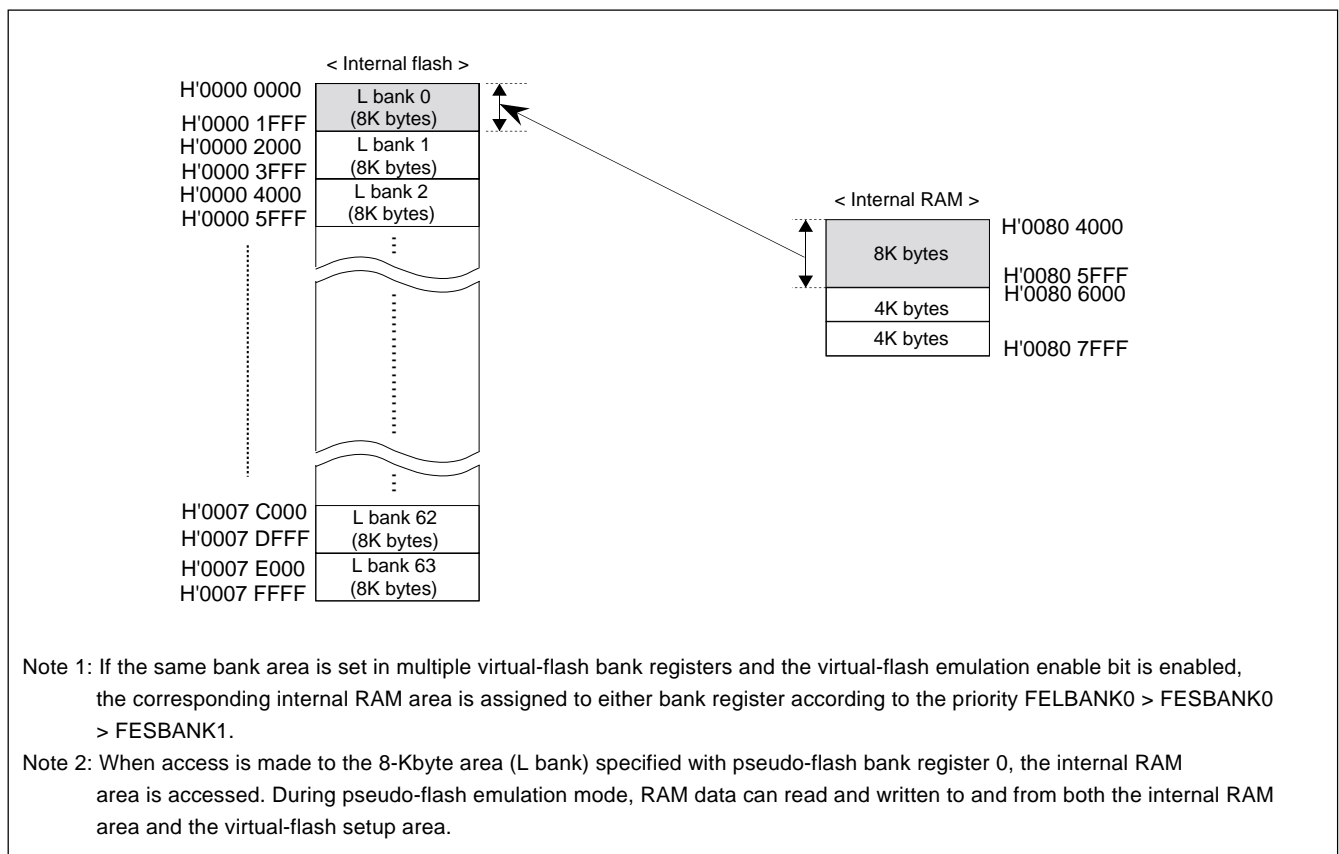 < Internal flash >
H'0000 0000
L bank 0
(8K bytes)
H'0000 1FFF
H'0000 2000
L bank 1
(8K bytes)
H'0000 3FFF
H'0000 4000
L bank 2
(8K bytes)
H'0000 5FFF
< Internal RAM >
H'0080 4000
8K bytes
H'0080 5FFF
H'0080 6000
4K bytes
4K bytes
H'0080 7FFF
H'0007 C000
L bank 62
H'0007 DFFF
(8K bytes)
H'0007 E000
L bank 63
H'0007 FFFF
(8K bytes)
Note 1: If the same bank area is set in multiple virtual-flash bank registers and the virtual-flash emulation enable bit is enabled,
the corresponding internal RAM area is assigned to either bank register according to the priority FELBANK0 > FESBANK0
> FESBANK1.
Note 2: When access is made to the 8-Kbyte area (L bank) specified with pseudo-flash bank register 0, the internal RAM
area is accessed. During pseudo-flash emulation mode, RAM data can read and written to and from both the internal RAM
area and the virtual-flash setup area.